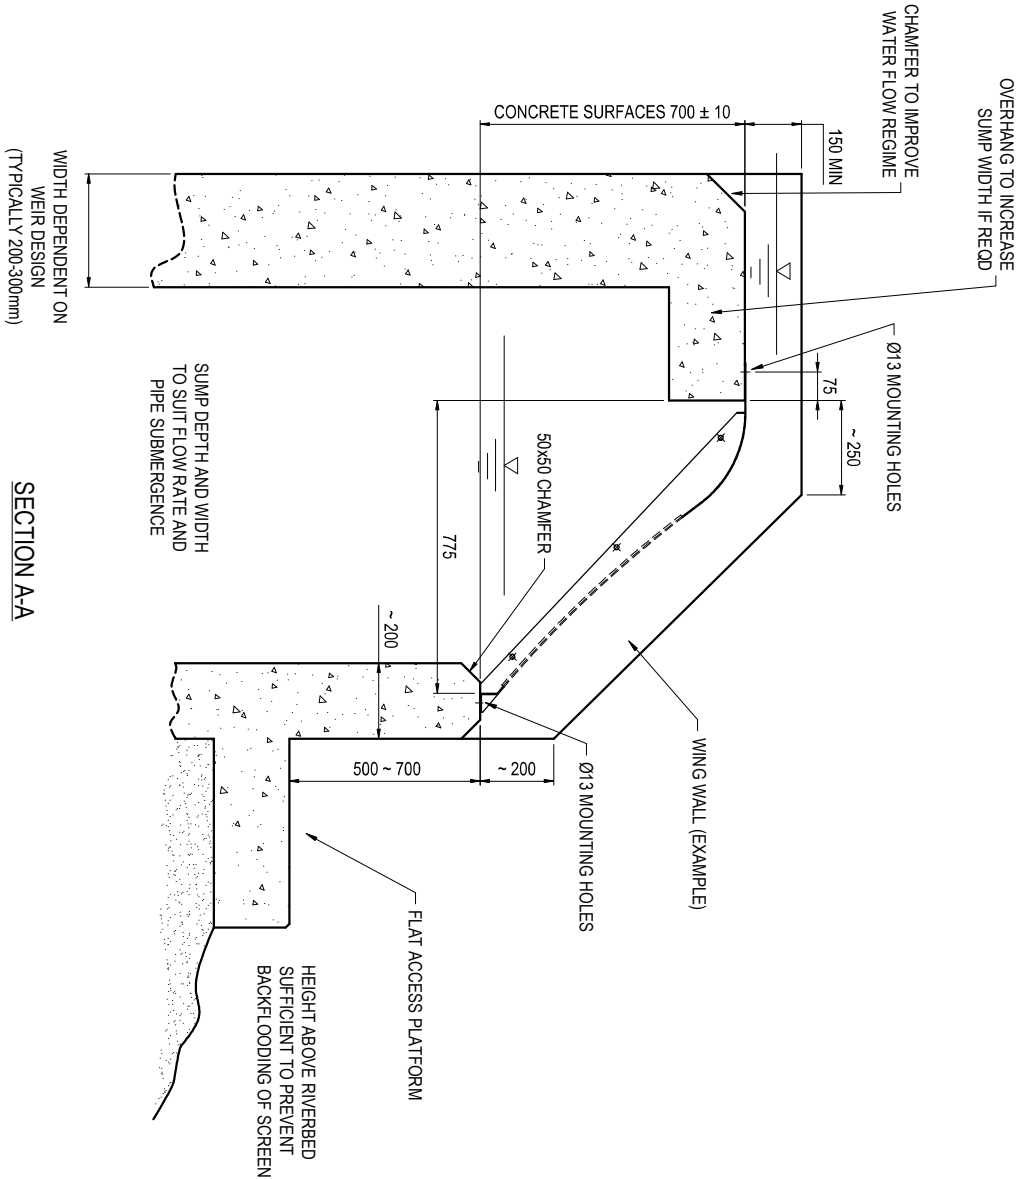 OVERHANG TO INCREASE
SUMP WIDTH IF REQD
CHAMFER TO IMPROVE
WATER FLOW REGIME
Ø13 MOUNTING HOLES
150 MIN
75
~ 250
CONCRETE SURFACES 700 ± 10
WING WALL (EXAMPLE)
50x50 CHAMFER
775
Ø13 MOUNTING HOLES
~ 200
~ 200
500 ~ 700
FLAT ACCESS PLATFORM
HEIGHT ABOVE RIVERBED
SUFFICIENT TO PREVENT
BACKFLOODING OF SCREEN
SUMP DEPTH AND WIDTH
TO SUIT FLOW RATE AND
PIPE SUBMERGENCE
WIDTH DEPENDENT ON
WEIR DESIGN
(TYPICALLY 200-300mm)
SECTION A-A